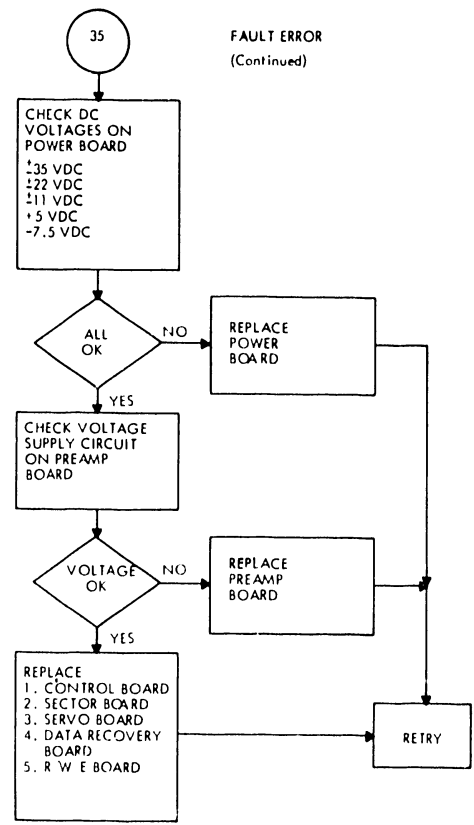 35
FAULT ERROR
(Continued)
CHECK DC
VOLTAGES ON
POWER BOARD
±35 VDC
±22 VDC
±11 VDC
+5 VDC
-7.5 VDC
ALL
OK
NO
REPLACE
POWER
BOARD
YES
CHECK VOLTAGE
SUPPLY CIRCUIT
ON PREAMP
BOARD
VOLTAGE
OK
NO
REPLACE
PREAMP
BOARD
YES
REPLACE
1. CONTROL BOARD
2. SECTOR BOARD
3. SERVO BOARD
4. DATA RECOVERY
BOARD
5. R W E BOARD
RETRY